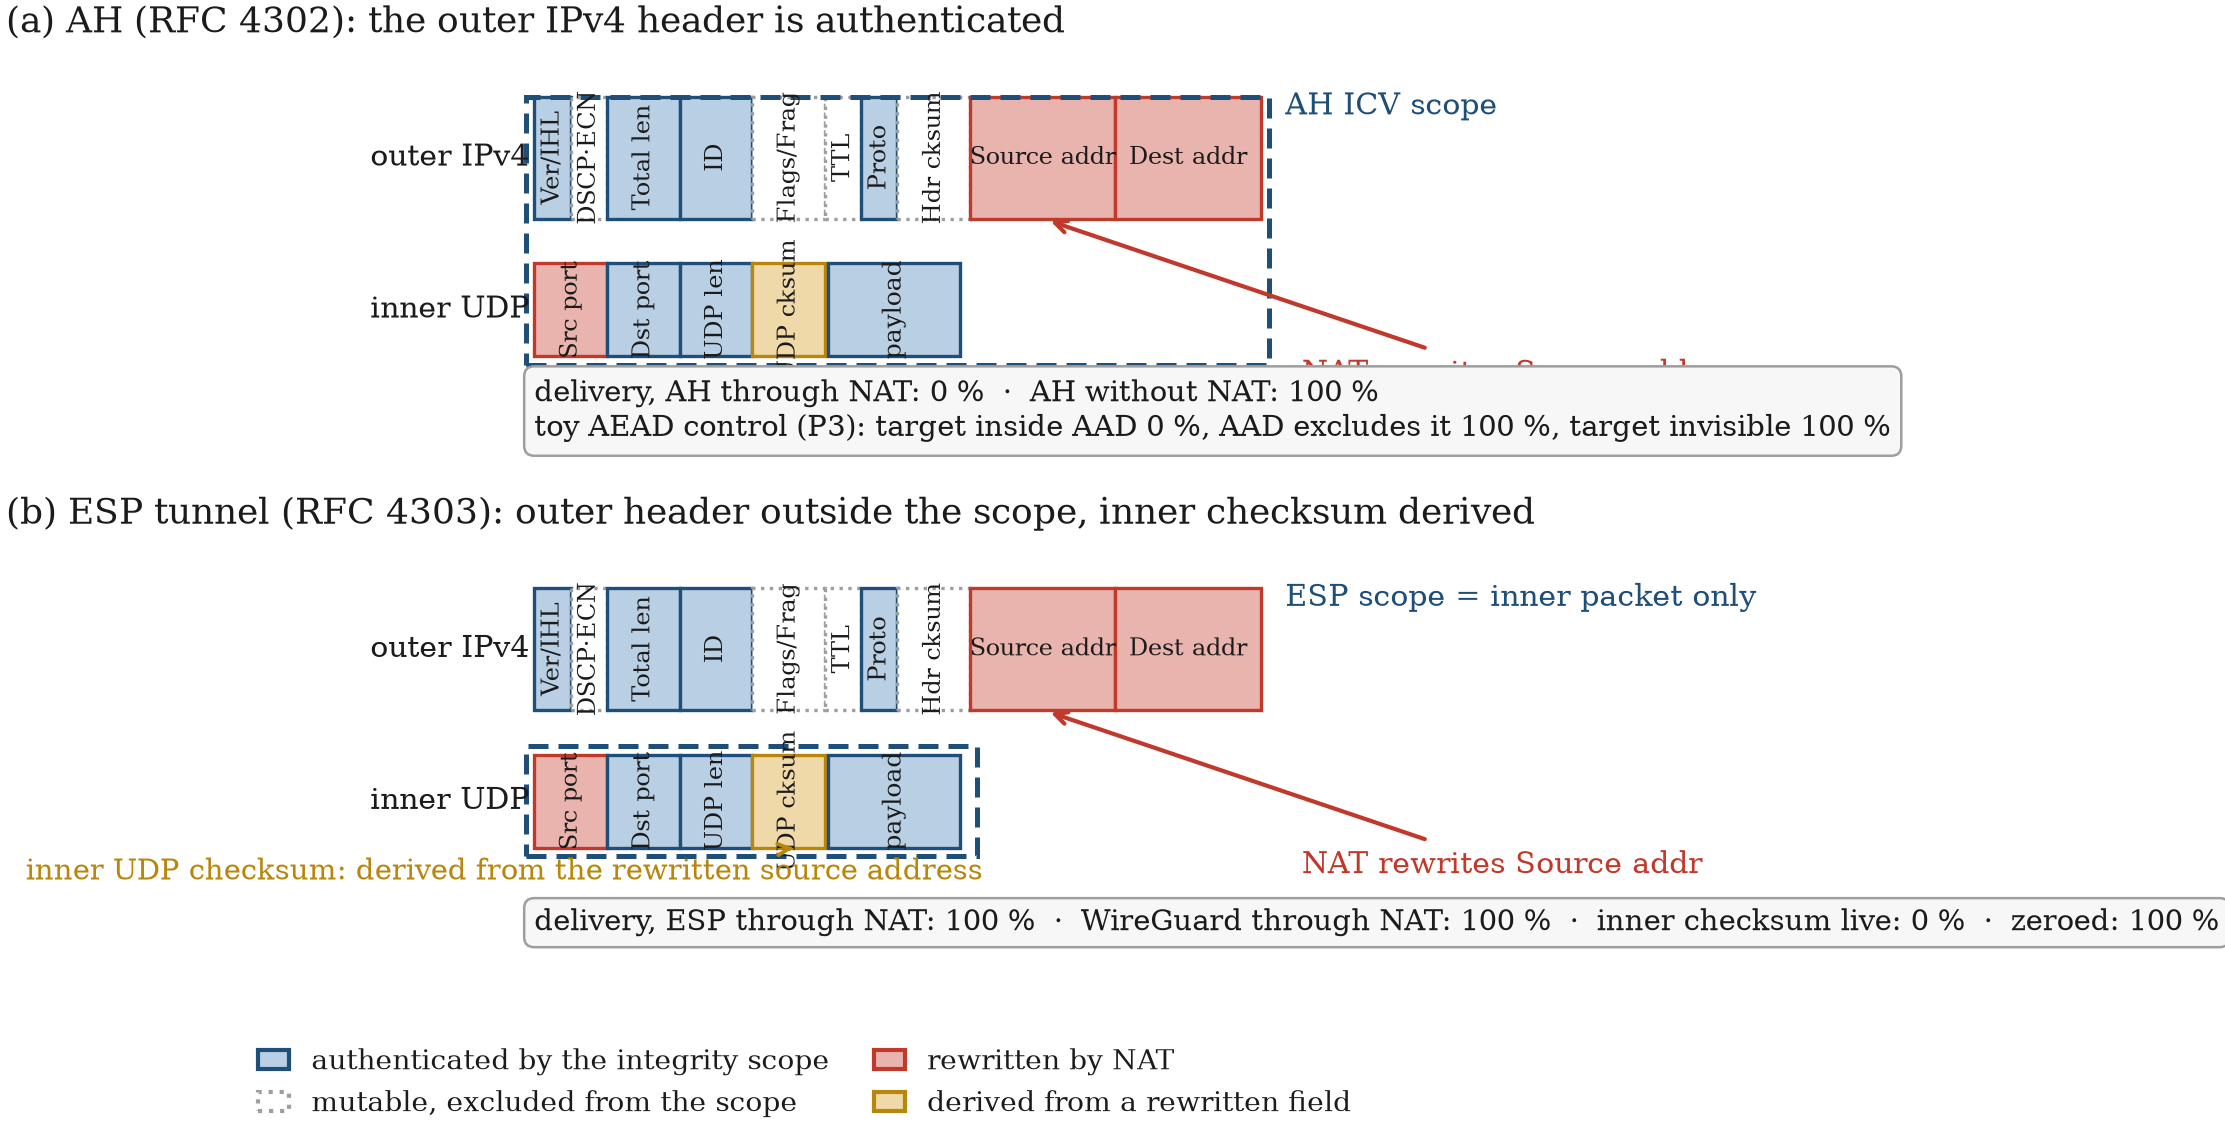 (a) AH (RFC 4302): the outer IPv4 header is authenticated
AH ICV scope
outer IPv4
Ver/IHL
DSCP·ECN
Total len
ID
Flags/Frag
TTL
Proto
Hdr cksum
Source addr
Dest addr
inner UDP
Src port
Dst port
UDP len
UDP cksum
payload
NAT rewrites Source addr
delivery, AH through NAT: 0 % · AH without NAT: 100 %
toy AEAD control (P3): target inside AAD 0 %, AAD excludes it 100 %, target invisible 100 %
(b) ESP tunnel (RFC 4303): outer header outside the scope, inner checksum derived
ESP scope = inner packet only
outer IPv4
Ver/IHL
DSCP·ECN
Total len
ID
Flags/Frag
TTL
Proto
Hdr cksum
Source addr
Dest addr
inner UDP
Src port
Dst port
UDP len
UDP cksum
payload
inner UDP checksum: derived from the rewritten source address
NAT rewrites Source addr
delivery, ESP through NAT: 100 % · WireGuard through NAT: 100 % · inner checksum live: 0 % · zeroed: 100 %
authenticated by the integrity scope
rewritten by NAT
mutable, excluded from the scope
derived from a rewritten field